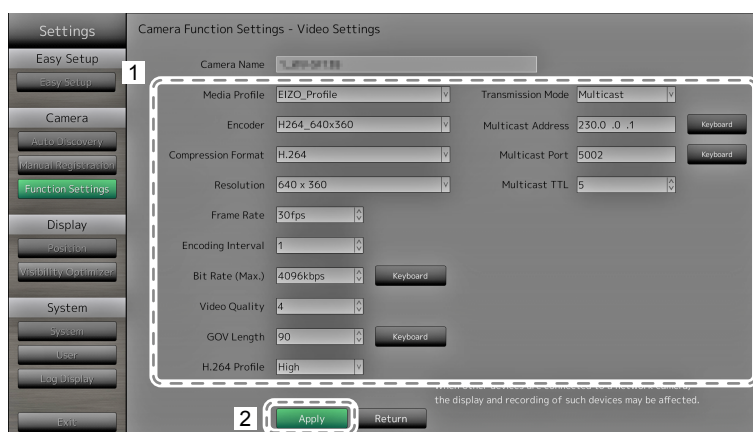 Settings
Easy Setup
Easy Setup
Camera
Auto Discovery
Manual Registration
Function Settings
Display
Position
Visibility Optimizer
System
System
User
Log Display
Exit
Camera Function Settings - Video Settings
Camera Name
1
Media Profile EIZO_Profile Transmission Mode Multicast
Encoder H264_640x360 Multicast Address 230.0 .0 .1 Keyboard
Compression Format H.264 Multicast Port 5002 Keyboard
Resolution 640 x 360 Multicast TTL 5
Frame Rate 30fps
Encoding Interval 1
Bit Rate (Max.) 4096kbps Keyboard
Video Quality 4
GOV Length 90 Keyboard
H.264 Profile High
the display and recording of such devices may be affected.
2 Apply Return